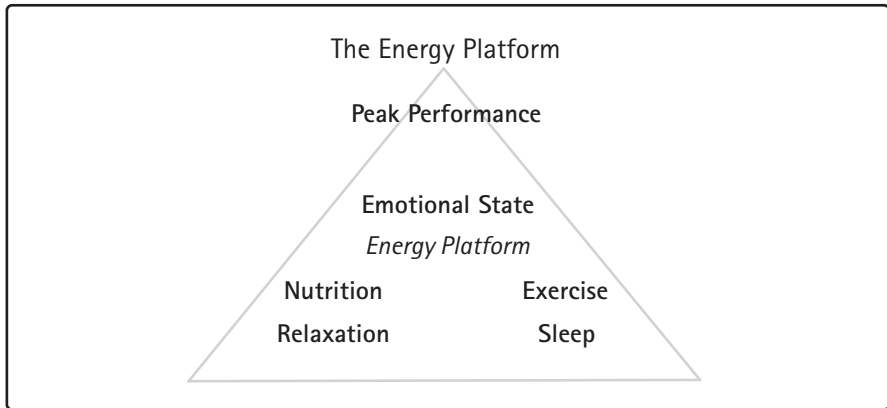 The Energy Platform
Peak Performance
Emotional State
Energy Platform
Nutrition Exercise
Relaxation Sleep